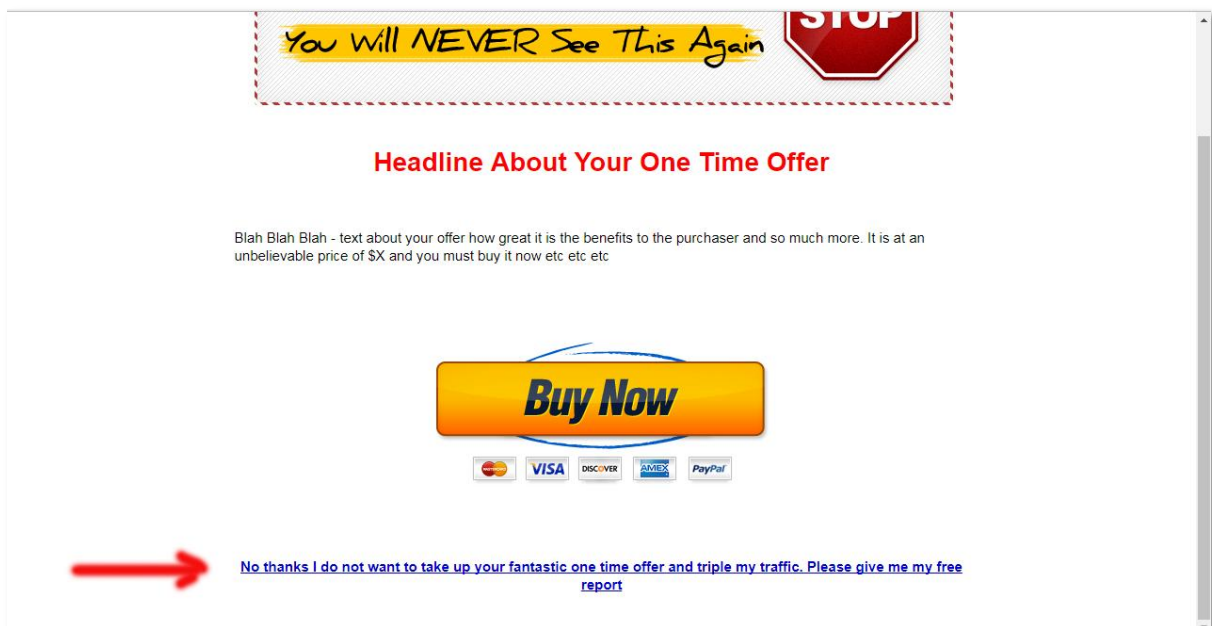 STOP
You Will NEVER See This Again
Headline About Your One Time Offer
Blah Blah Blah - text about your offer how great it is the benefits to the purchaser and so much more. It is at an
unbelievable price of $X and you must buy it now etc etc etc
Buy Now
VISA DISCOVER AMEX PayPal
No thanks I do not want to take up your fantastic one time offer and triple my traffic. Please give me my free
report